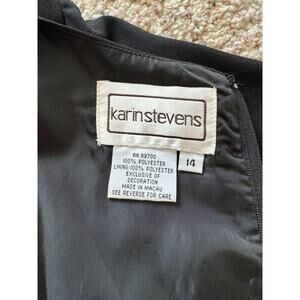 karinstevens
RN 89700
100% POLYESTER
LINING:100% POLYESTER
EXCLUSIVE OF
DECORATION
MADE IN MACAU
SEE REVERSE FOR CARE
14